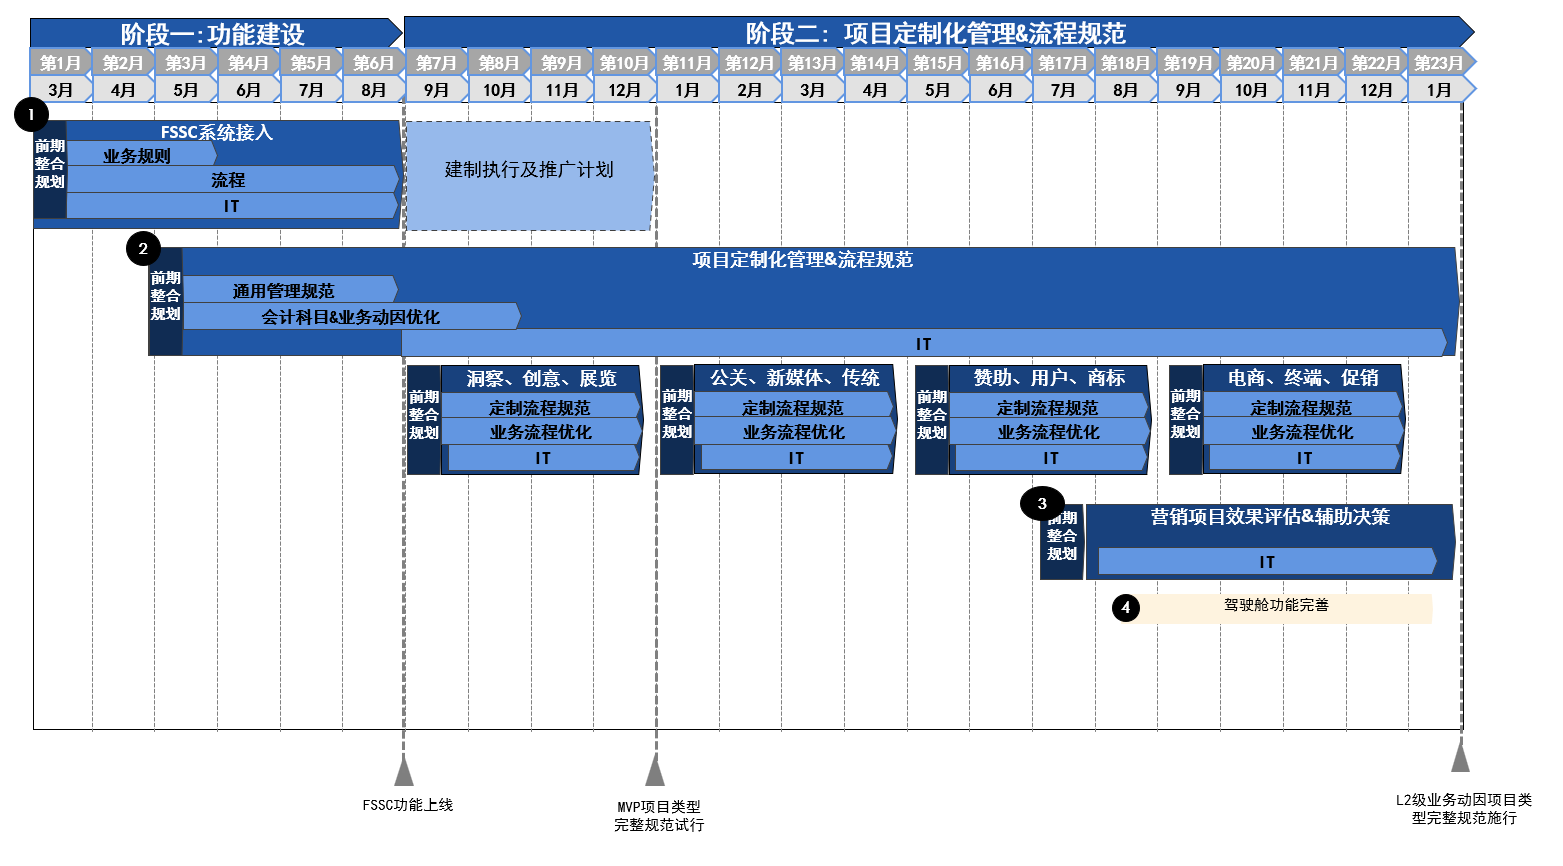 阶段一:功能建设
阶段二: 项目定制化管理&流程规范
第1月 第2月 第3月 第4月 第5月 第6月 第7月 第8月 第9月 第10月 第11月 第12月 第13月 第14月 第15月 第16月 第17月 第18月 第19月 第20月 第21月 第22月 第23月
3月 4月 5月 6月 7月 8月 9月 10月 11月 12月 1月 2月 3月 4月 5月 6月 7月 8月 9月 10月 11月 12月 1月
1
前期
整合
规划
FSSC系统接入
业务规则
流程
IT
建制执行及推广计划
2
前期
整合
规划
项目定制化管理&流程规范
通用管理规范
会计科目&业务动因优化
IT
前期
整合
规划
洞察、创意、展览
定制流程规范
业务流程优化
IT
前期
整合
规划
公关、新媒体、传统
定制流程规范
业务流程优化
IT
前期
整合
规划
赞助、用户、商标
定制流程规范
业务流程优化
IT
前期
整合
规划
电商、终端、促销
定制流程规范
业务流程优化
IT
3
前期
整合
规划
营销项目效果评估&辅助决策
IT
4
驾驶舱功能完善
FSSC功能上线
MVP项目类型
完整规范试行
L2级业务动因项目类
型完整规范施行